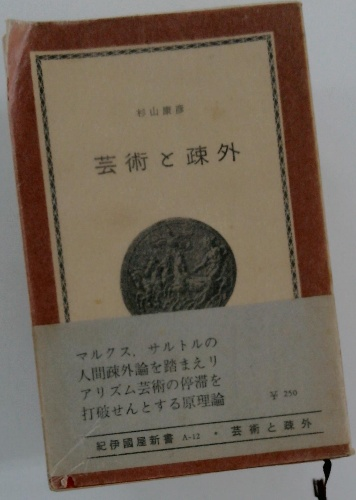 杉山康彦
芸術と疎外
マルクス、サルトルの
人間疎外論を踏まえリ
アリズム芸術の停滞を
打破せんとする原理論
¥ 250
紀伊國屋新書 A-12 ・ 芸術と疎外